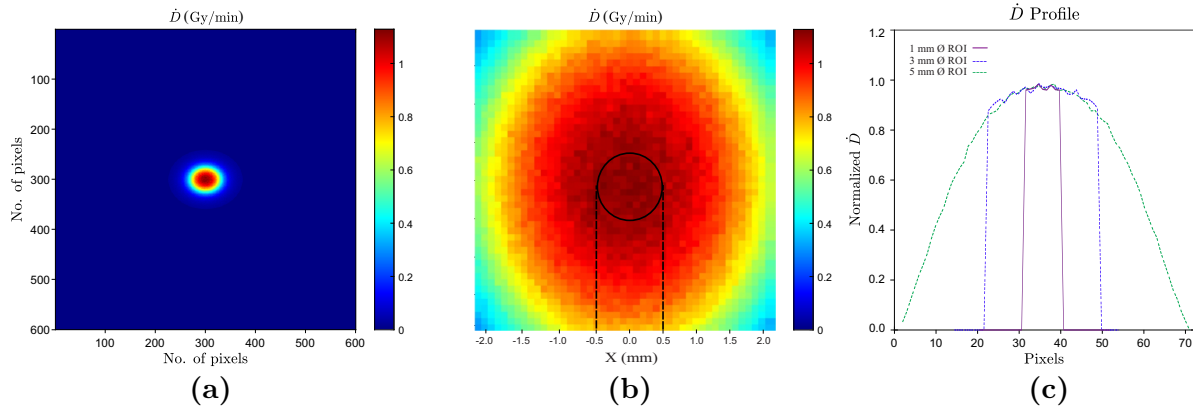 Ḋ (Gy/min)
100
200
300
400
500
600
No. of pixels
100 200 300 400 500 600
No. of pixels
1
0.8
0.6
0.4
0.2
0
(a)
Ḋ (Gy/min)
-2.0 -1.5 -1.0 -0.5 0.0 0.5 1.0 1.5 2.0
X (mm)
1
0.8
0.6
0.4
0.2
0
(b)
Ḋ Profile
1.2
1.0
0.8
0.6
0.4
0.2
0.0
Normalized Ḋ
1 mm Ø ROI
3 mm Ø ROI
5 mm Ø ROI
0 10 20 30 40 50 60 70
Pixels
(c)